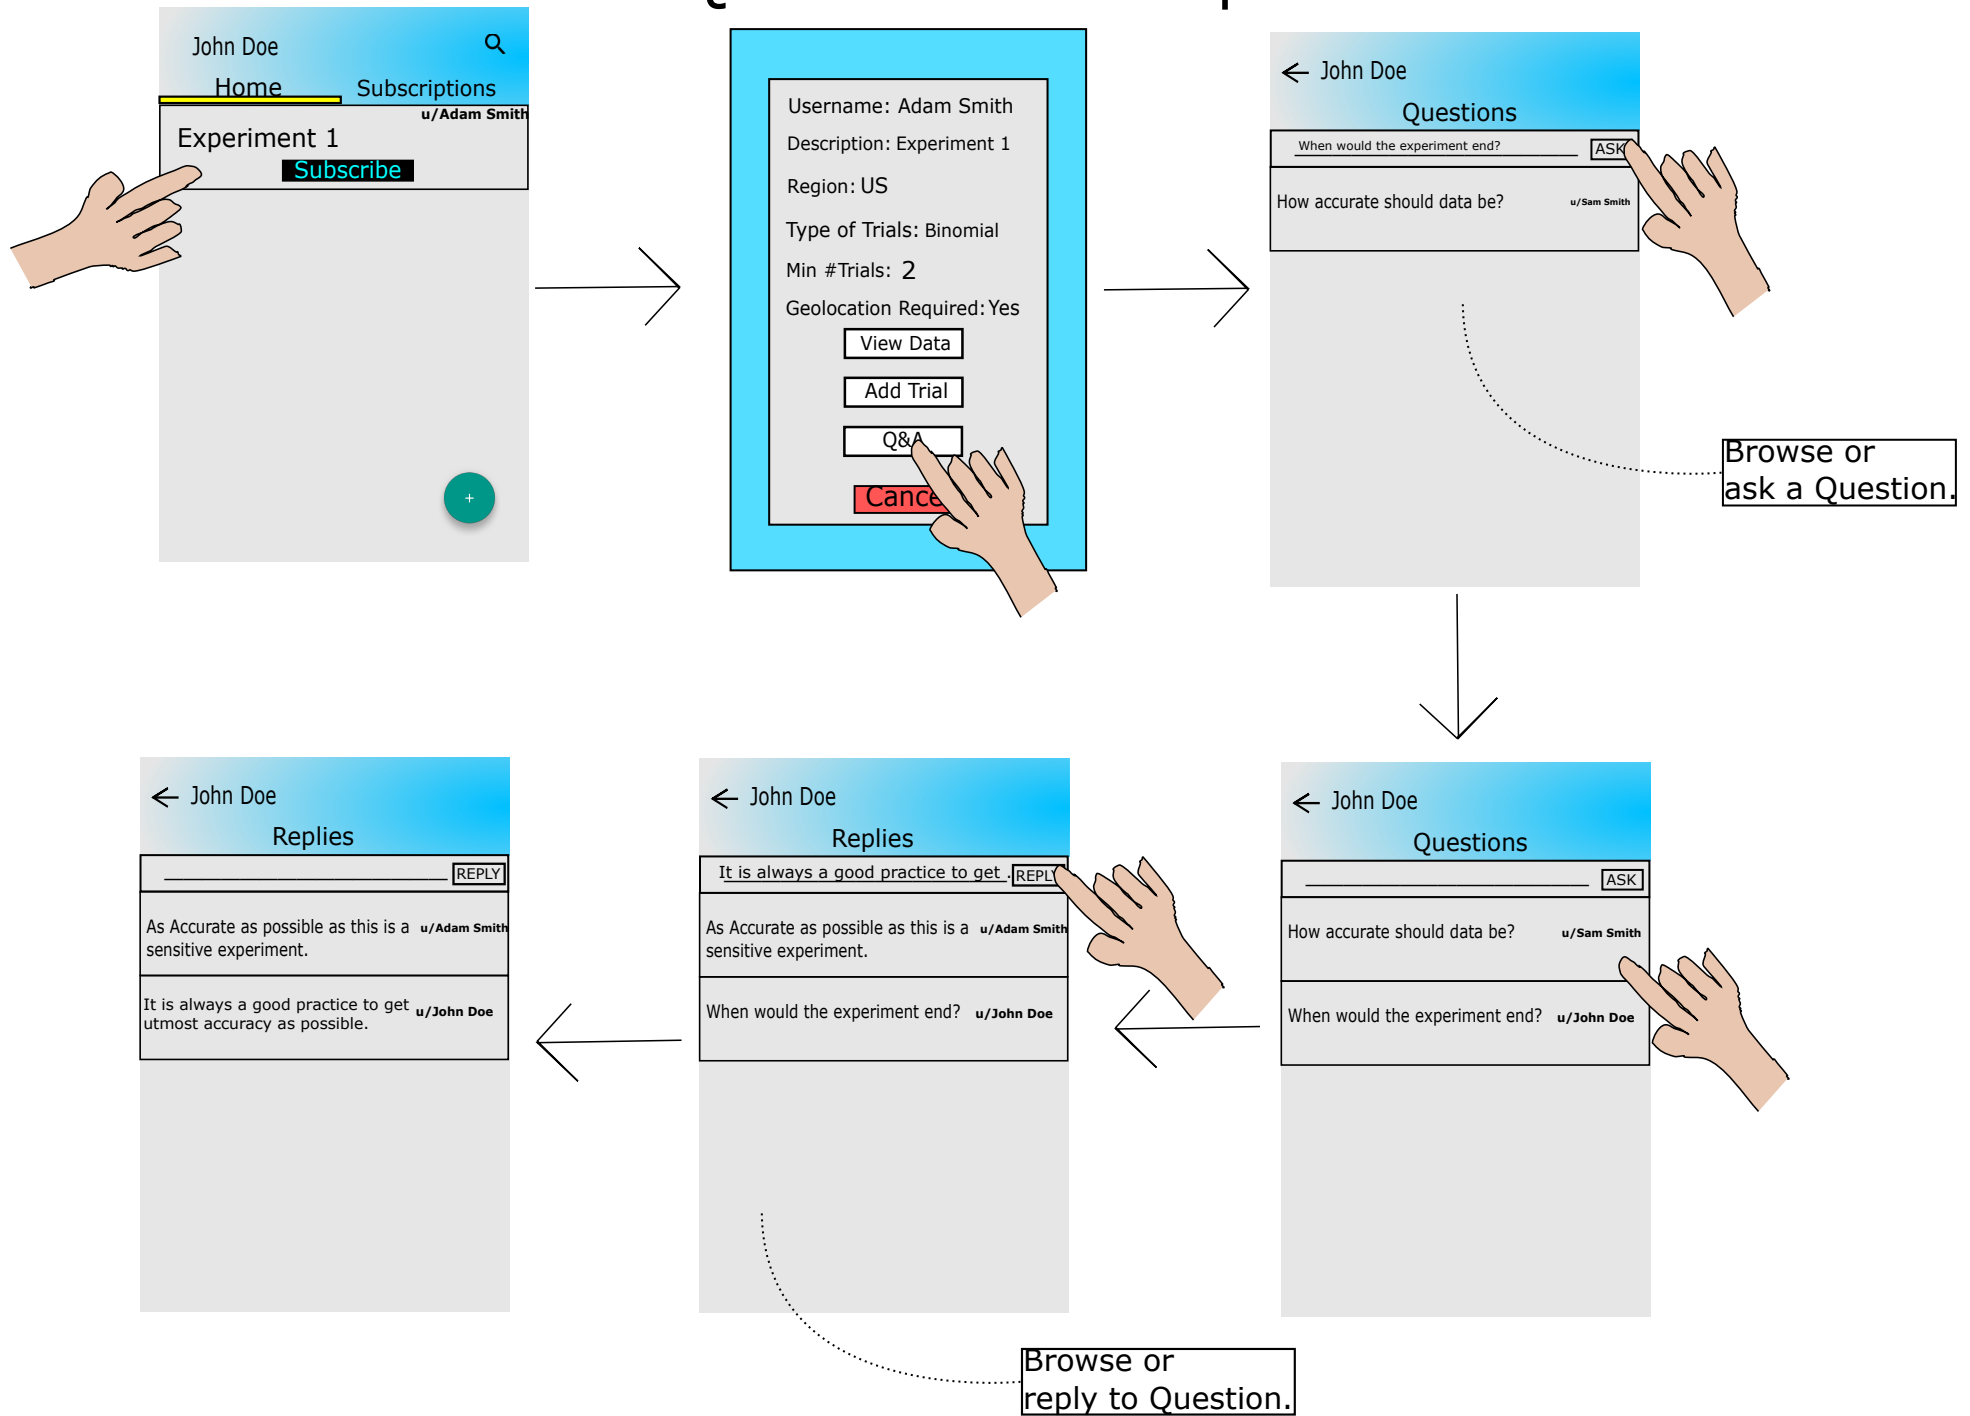 John Doe
Home
Subscriptions
u/Adam Smith
Experiment 1
Subscribe
+
Username: Adam Smith
Description: Experiment 1
Region: US
Type of Trials: Binomial
Min #Trials: 2
Geolocation Required: Yes
View Data
Add Trial
Q&A
John Doe
Questions
When would the experiment end?
ASK
How accurate should data be?
u/Sam Smith
Browse or
ask a Question.
John Doe
Replies
REPLY
As Accurate as possible as this is a
sensitive experiment.
u/Adam Smith
It is always a good practice to get
utmost accuracy as possible.
u/John Doe
John Doe
Replies
It is always a good practice to get .
REPLY
As Accurate as possible as this is a
sensitive experiment.
u/Adam Smith
When would the experiment end?
u/John Doe
John Doe
Questions
ASK
How accurate should data be?
u/Sam Smith
When would the experiment end?
u/John Doe
Browse or
reply to Question.